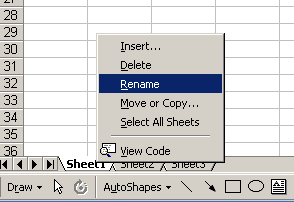 27
28
29
30
31
32
33
34
35
36
Insert...
Delete
Rename
Move or Copy...
Select All Sheets
View Code
Sheet1 Sheet2 Sheet3
Draw AutoShapes